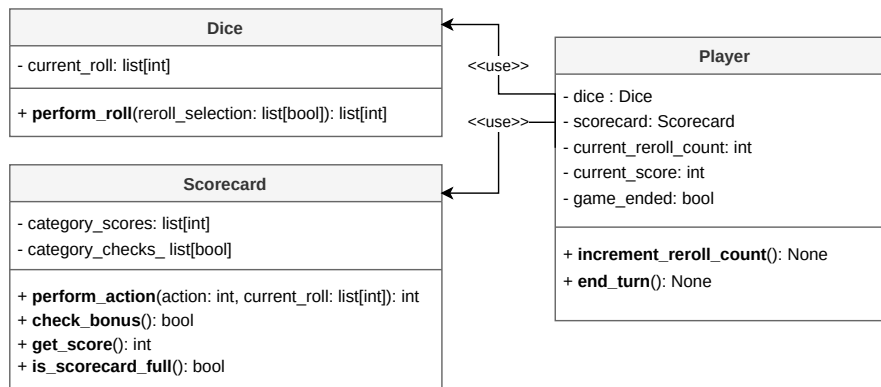 Dice
- current_roll: list[int]
+ perform_roll(reroll_selection: list[bool]): list[int]
Scorecard
- category_scores: list[int]
- category_checks_ list[bool]
+ perform_action(action: int, current_roll: list[int]): int
+ check_bonus(): bool
+ get_score(): int
+ is_scorecard_full(): bool
<<use>>
<<use>>
Player
- dice : Dice
- scorecard: Scorecard
- current_reroll_count: int
- current_score: int
- game_ended: bool
+ increment_reroll_count(): None
+ end_turn(): None